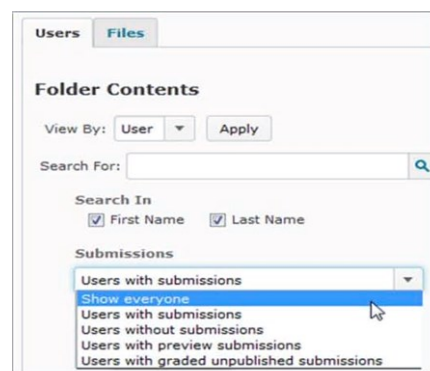 Users Files
Folder Contents
View By: User Apply
Search For:
Search In
First Name Last Name
Submissions
Users with submissions
Show everyone
Users with submissions
Users without submissions
Users with preview submissions
Users with graded unpublished submissions